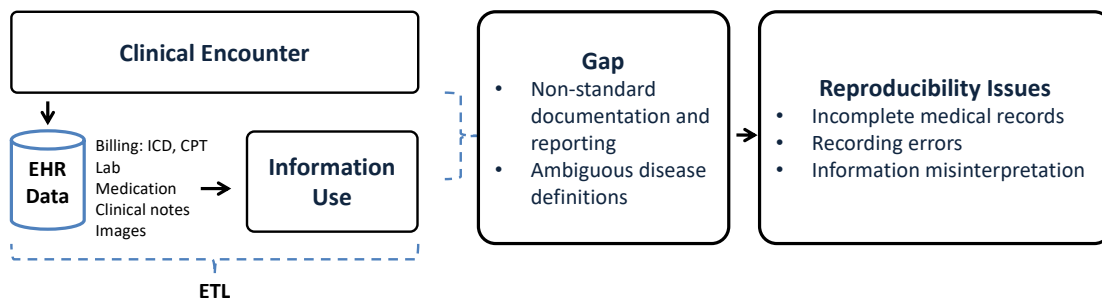 Clinical Encounter
EHR
Data
Billing: ICD, CPT
Lab
Medication
Clinical notes
Images
Information
Use
ETL
Gap
• Non-standard
documentation and
reporting
• Ambiguous disease
definitions
Reproducibility Issues
• Incomplete medical records
• Recording errors
• Information misinterpretation